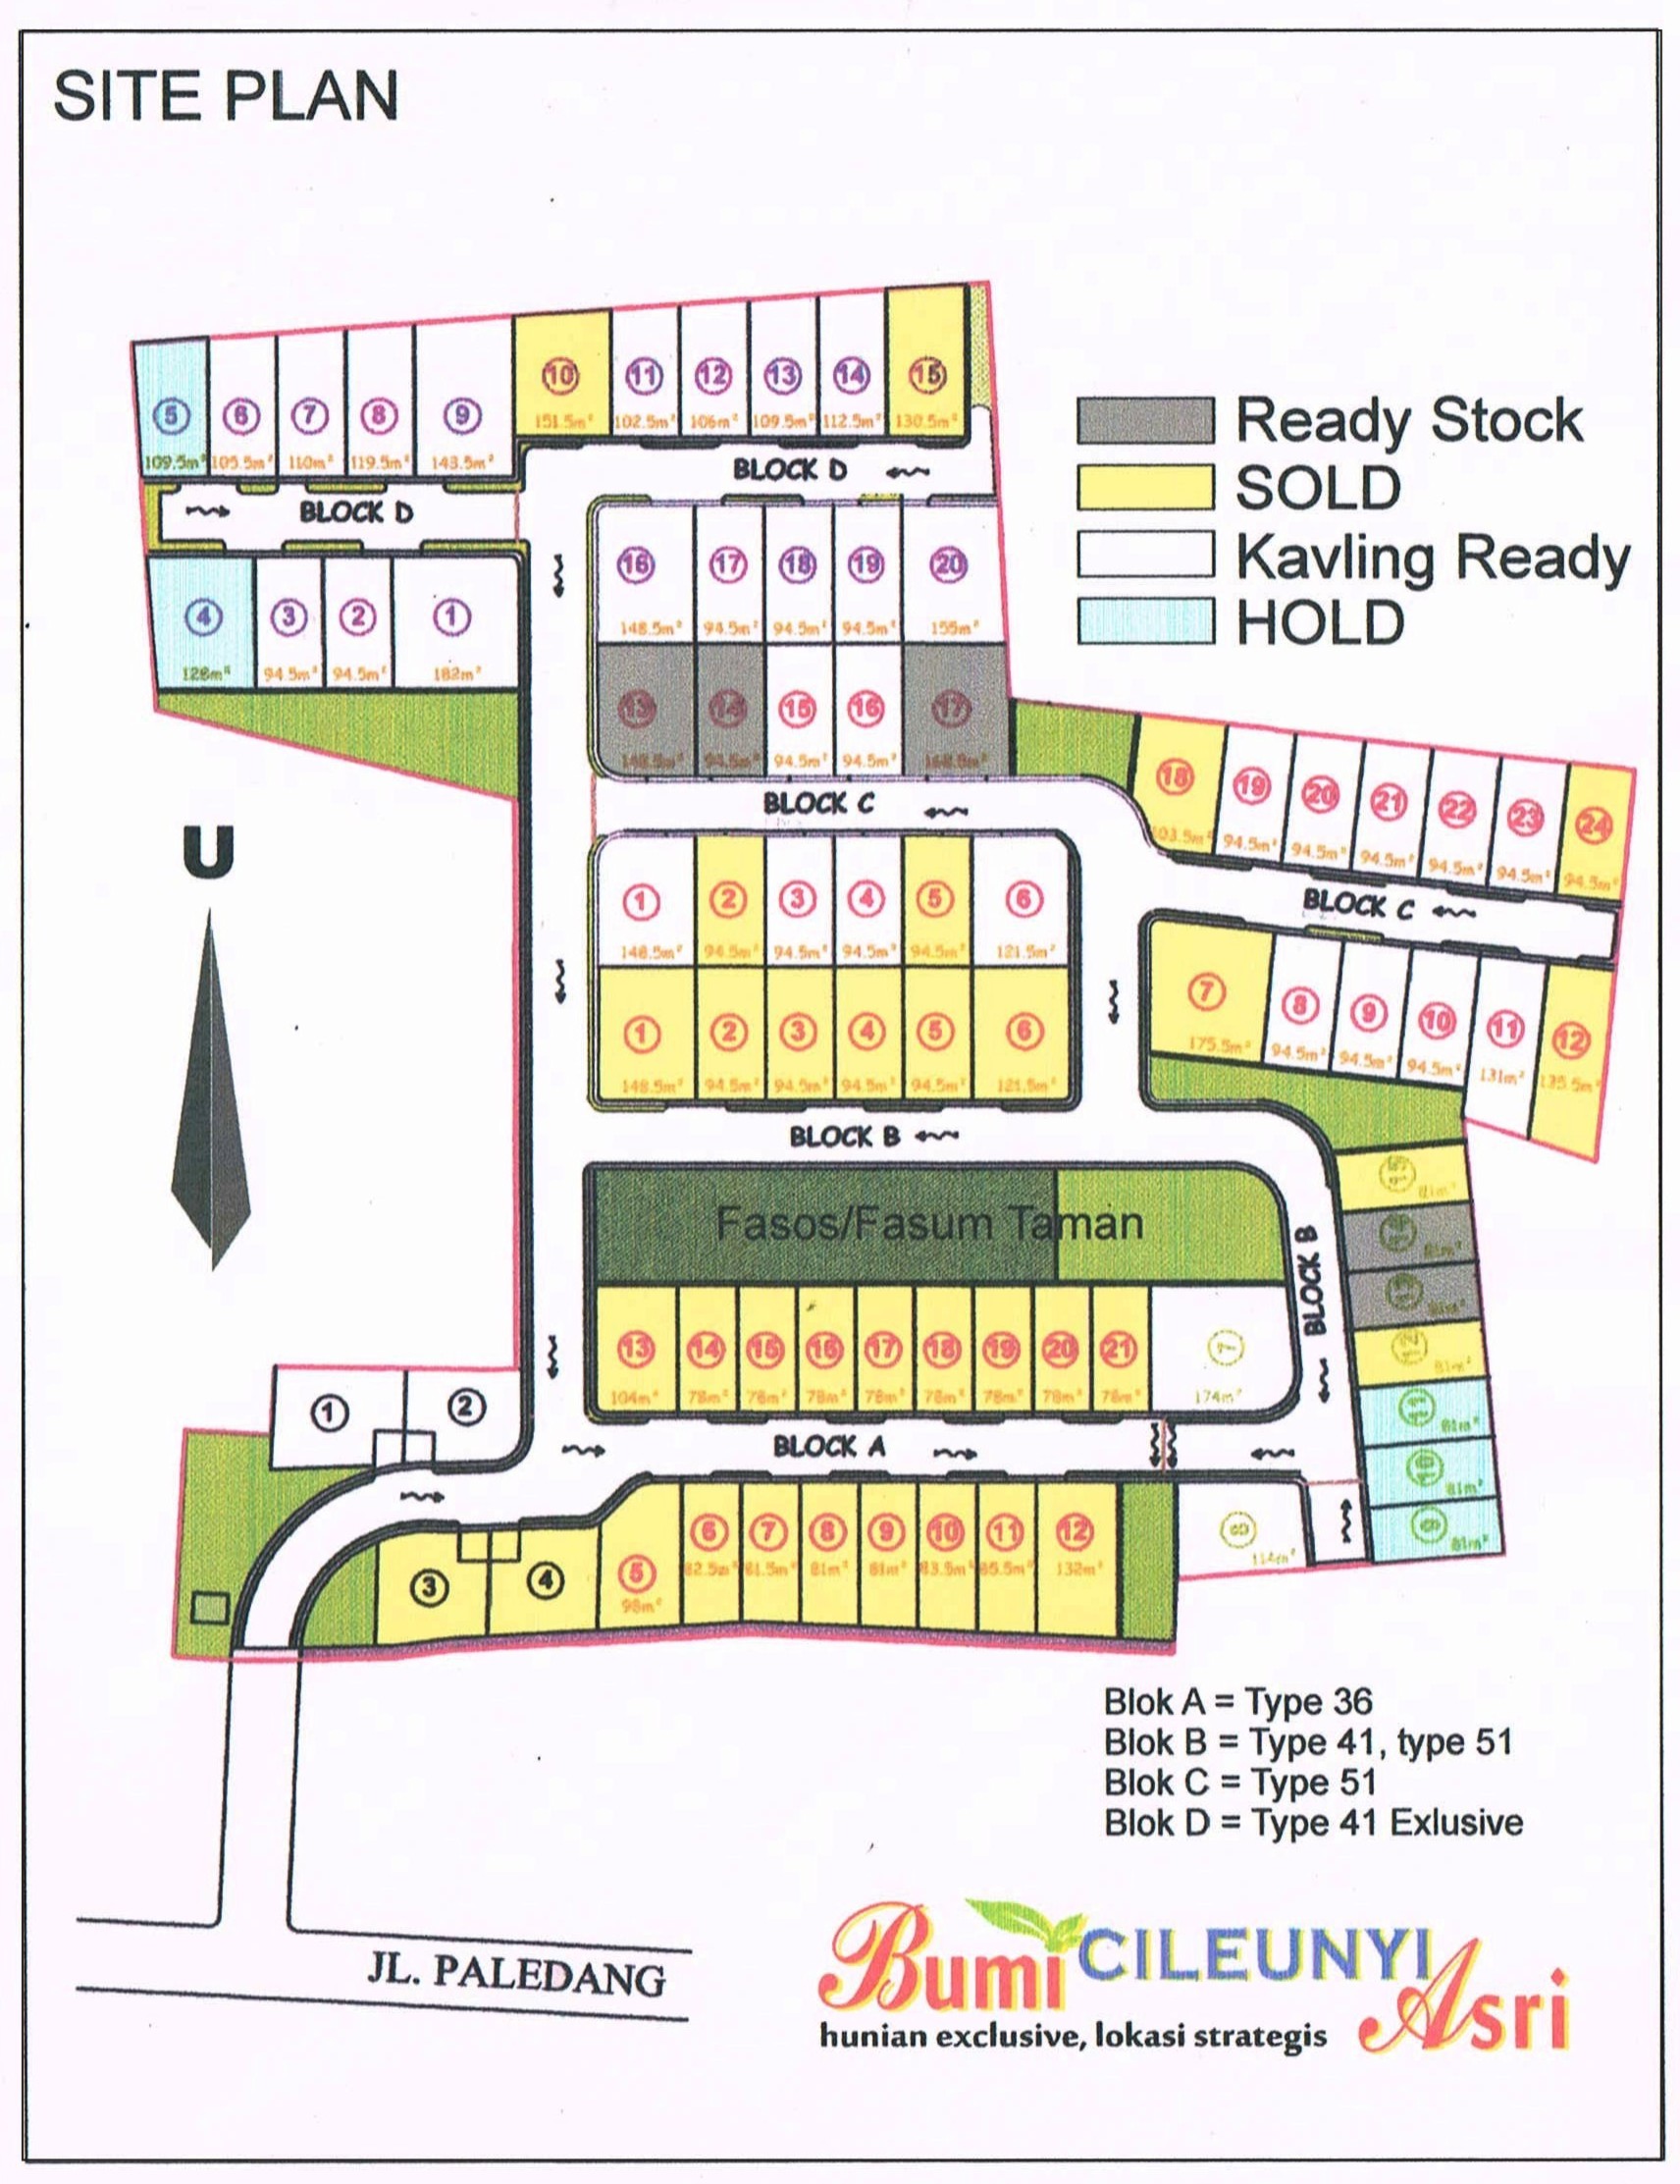 SITE PLAN
10 11 12 13 14 15
151.5m² 102.5m² 106m² 109.5m² 112.5m² 130.5m²
5 6 7 8 9
109.5m² 105.5m² 110m² 119.5m² 143.5m²
BLOCK D
BLOCK D
Ready Stock
SOLD
Kavling Ready
HOLD
16 17 18 19 20
148.5m² 94.5m² 94.5m² 94.5m² 155m²
4 3 2 1
128m² 94.5m² 94.5m² 182m²
13 14 15 16 17
148.5m² 94.5m² 94.5m² 94.5m²
18 19 20 21 22 23 24
103.5m² 94.5m² 94.5m² 94.5m² 94.5m² 94.5m² 94.5m²
BLOCK C
BLOCK C
U
1 2 3 4 5 6
148.5m² 94.5m² 94.5m² 94.5m² 94.5m² 121.5m²
7 8 9 10 11 12
175.5m² 94.5m² 94.5m² 94.5m² 131m² 135.5m²
1 2 3 4 5 6
148.5m² 94.5m² 94.5m² 94.5m² 94.5m² 121.5m²
BLOCK B
Fasos/Fasum Taman
BLOCK B
15 81m²
14 81m²
13 81m²
12 81m²
11 81m²
10 81m²
9 81m²
13 14 15 16 17 18 19 20 21 7
104m² 78m² 78m² 78m² 78m² 78m² 78m² 78m² 78m² 174m²
1 2
BLOCK A
3 4 5 6 7 8 9 10 11 12 8
98m² 82.5m² 81.5m² 81m² 81m² 83.5m² 85.5m² 132m² 114m²
Blok A = Type 36
Blok B = Type 41, type 51
Blok C = Type 51
Blok D = Type 41 Exlusive
JL. PALEDANG
Bumi CILEUNYI Asri
hunian exclusive, lokasi strategis